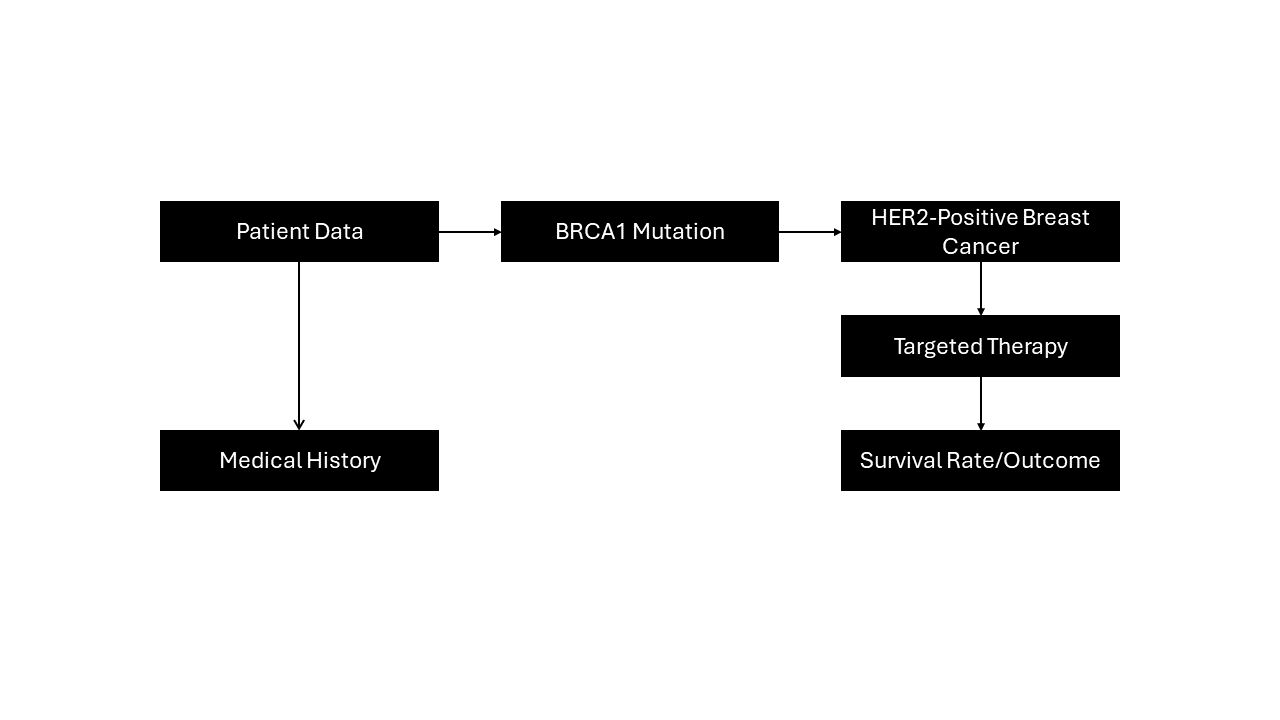 Patient Data
BRCA1 Mutation
HER2-Positive Breast
Cancer
Targeted Therapy
Medical History
Survival Rate/Outcome